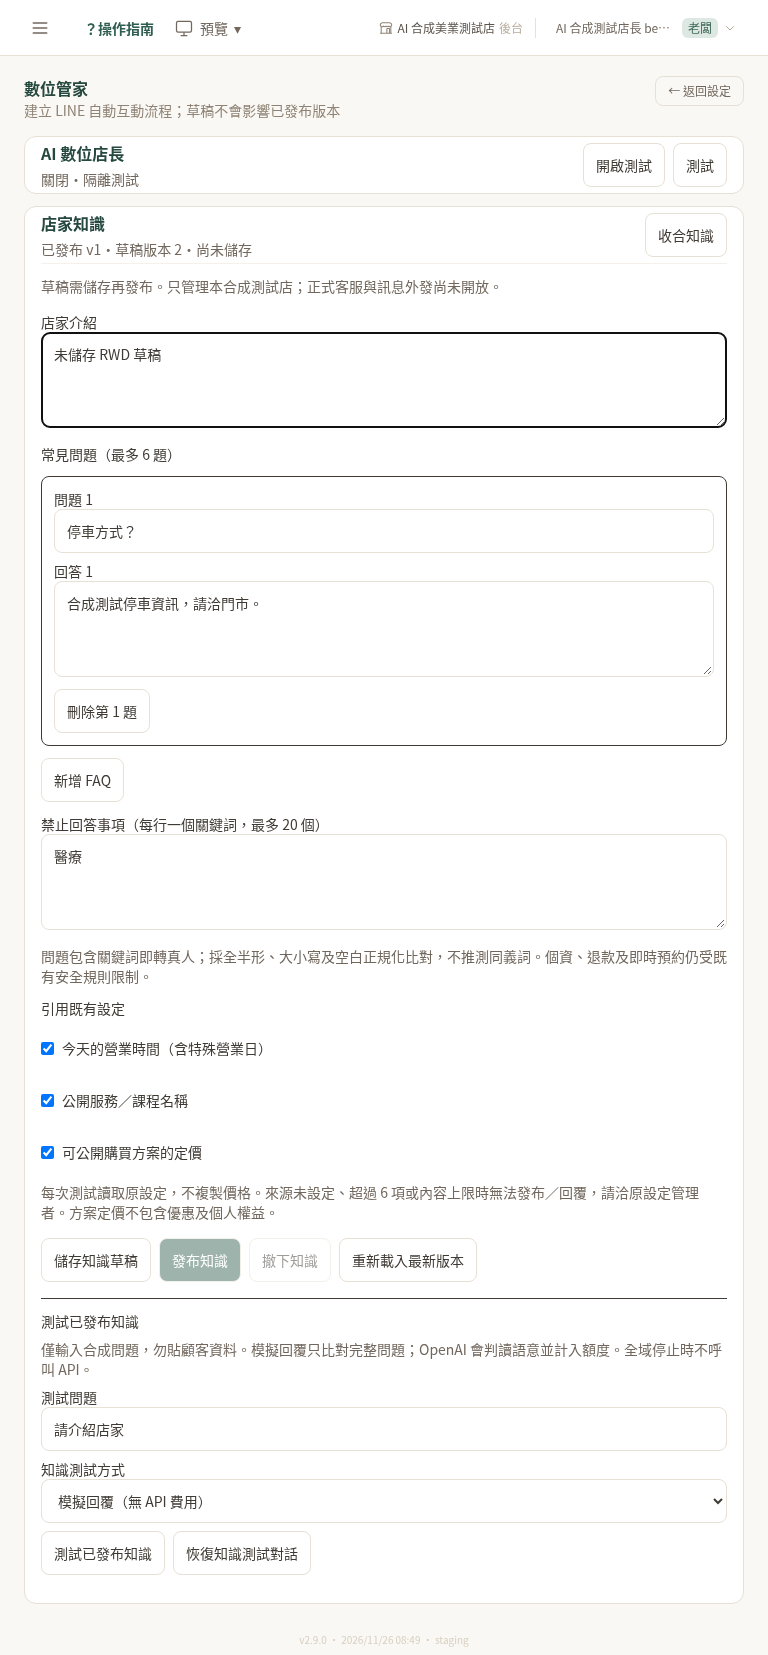 ？操作指南
預覽 ▾
AI 合成美業測試店 後台
AI 合成測試店長 be…
老闆
數位管家
建立 LINE 自動互動流程；草稿不會影響已發布版本
← 返回設定
AI 數位店長
關閉・隔離測試
開啟測試
測試
店家知識
已發布 v1・草稿版本 2・尚未儲存
收合知識
草稿需儲存再發布。只管理本合成測試店；正式客服與訊息外發尚未開放。
店家介紹
未儲存 RWD 草稿
常見問題（最多 6 題）
問題 1
停車方式？
回答 1
合成測試停車資訊，請洽門市。
刪除第 1 題
新增 FAQ
禁止回答事項（每行一個關鍵詞，最多 20 個）
醫療
問題包含關鍵詞即轉真人；採全半形、大小寫及空白正規化比對，不推測同義詞。個資、退款及即時預約仍受既
有安全規則限制。
引用既有設定
今天的營業時間（含特殊營業日）
公開服務／課程名稱
可公開購買方案的定價
每次測試讀取原設定，不複製價格。來源未設定、超過 6 項或內容上限時無法發布／回覆，請洽原設定管理
者。方案定價不包含優惠及個人權益。
儲存知識草稿
發布知識
撤下知識
重新載入最新版本
測試已發布知識
僅輸入合成問題，勿貼顧客資料。模擬回覆只比對完整問題；OpenAI 會判讀語意並計入額度。全域停止時不呼
叫 API。
測試問題
請介紹店家
知識測試方式
模擬回覆（無 API 費用）
測試已發布知識
恢復知識測試對話
v2.9.0 ・ 2026/11/26 08:49 ・ staging